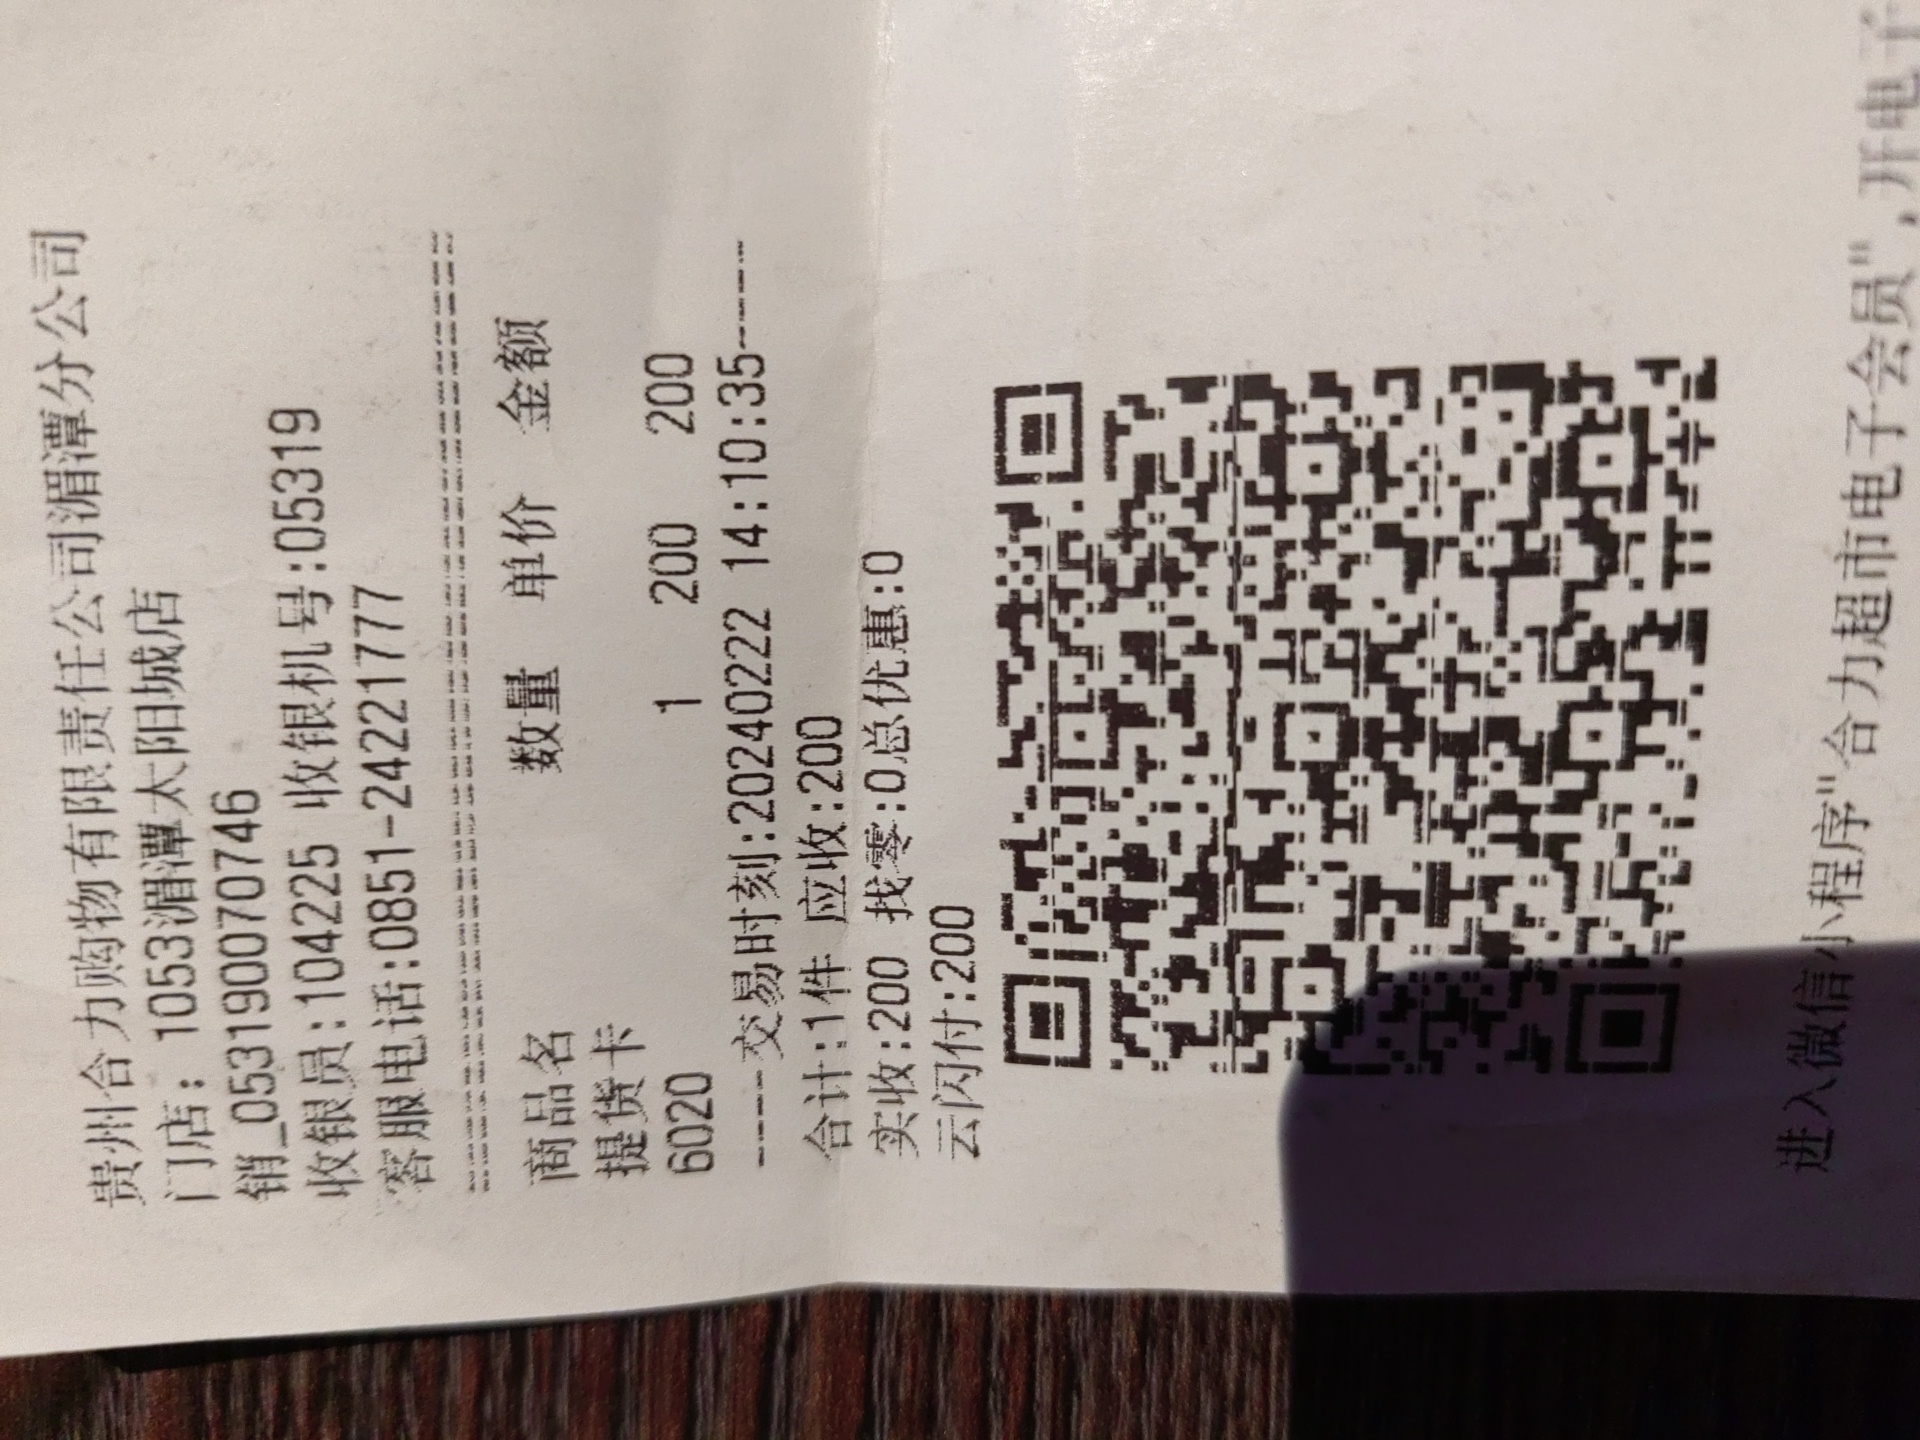 贵州合力购物有限责任公司湄潭分公司
门店: 1053湄潭太阳城店
销_053190070746
收银员:104225 收银机号:053319
客服电话:0851-24221777
商品名 数量 单价 金额
提货卡
6020 1 200 200
----交易时刻:20240222 14:10:35-----
合计:1件 应收:200
实收:200 找零:0总优惠:0
云闪付:200
进入微信小程序"合力超市电子会员",开电子